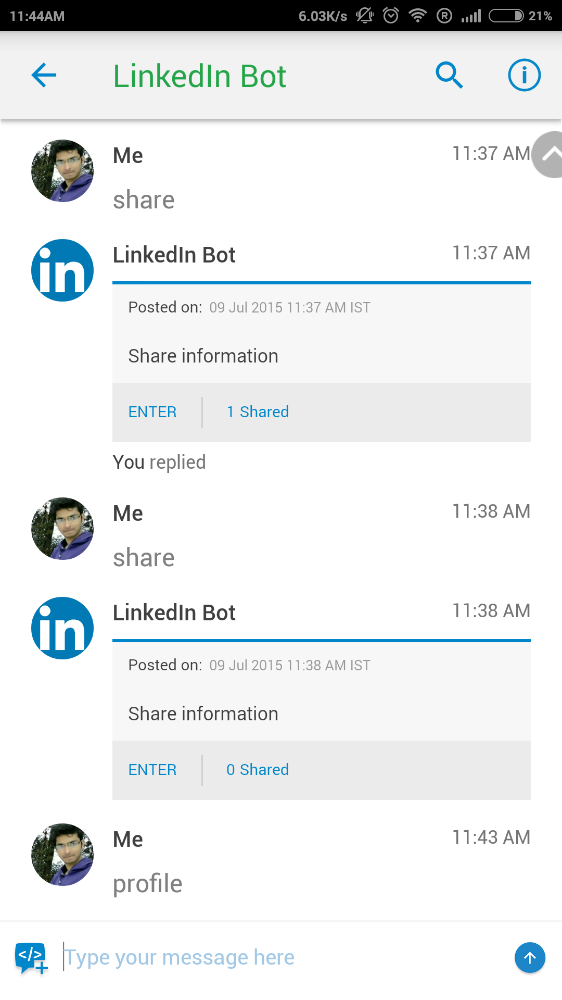 11:44AM 6.03K/s R 21%
LinkedIn Bot
Me 11:37 AM
share
in LinkedIn Bot 11:37 AM
Posted on: 09 Jul 2015 11:37 AM IST
Share information
ENTER 1 Shared
You replied
Me 11:38 AM
share
in LinkedIn Bot 11:38 AM
Posted on: 09 Jul 2015 11:38 AM IST
Share information
ENTER 0 Shared
Me 11:43 AM
profile
Type your message here